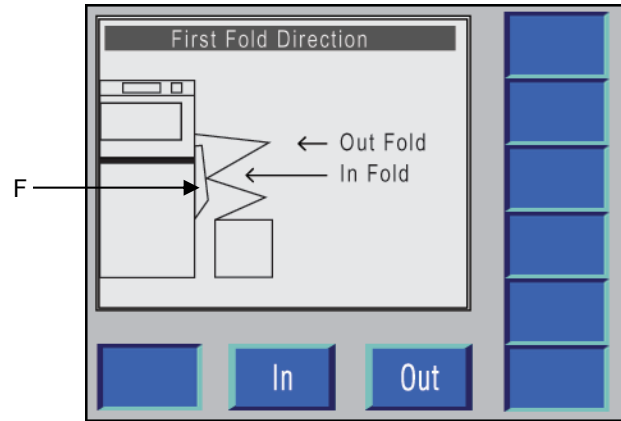 First Fold Direction
Out Fold
In Fold
F
In
Out